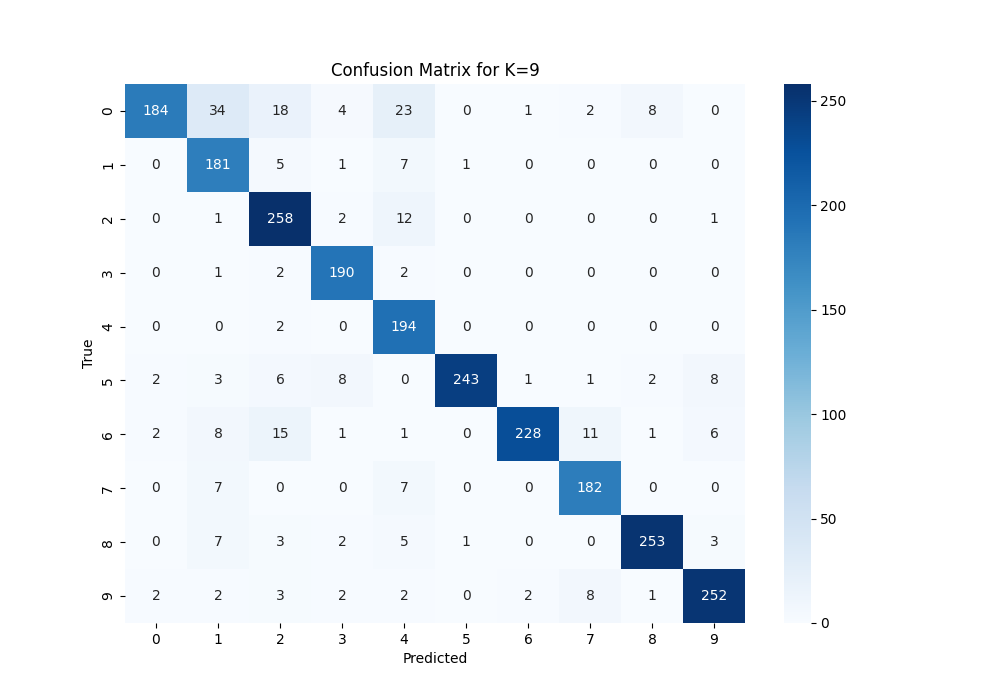 Confusion Matrix for K=9
0 184 34 18 4 23 0 1 2 8 0
1 0 181 5 1 7 1 0 0 0 0
2 0 1 258 2 12 0 0 0 0 1
3 0 1 2 190 2 0 0 0 0 0
4 0 0 2 0 194 0 0 0 0 0
5 2 3 6 8 0 243 1 1 2 8
6 2 8 15 1 1 0 228 11 1 6
7 0 7 0 0 7 0 0 182 0 0
8 0 7 3 2 5 1 0 0 253 3
9 2 2 3 2 2 0 2 8 1 252
0 1 2 3 4 5 6 7 8 9
Predicted
True
250
200
150
100
50
0